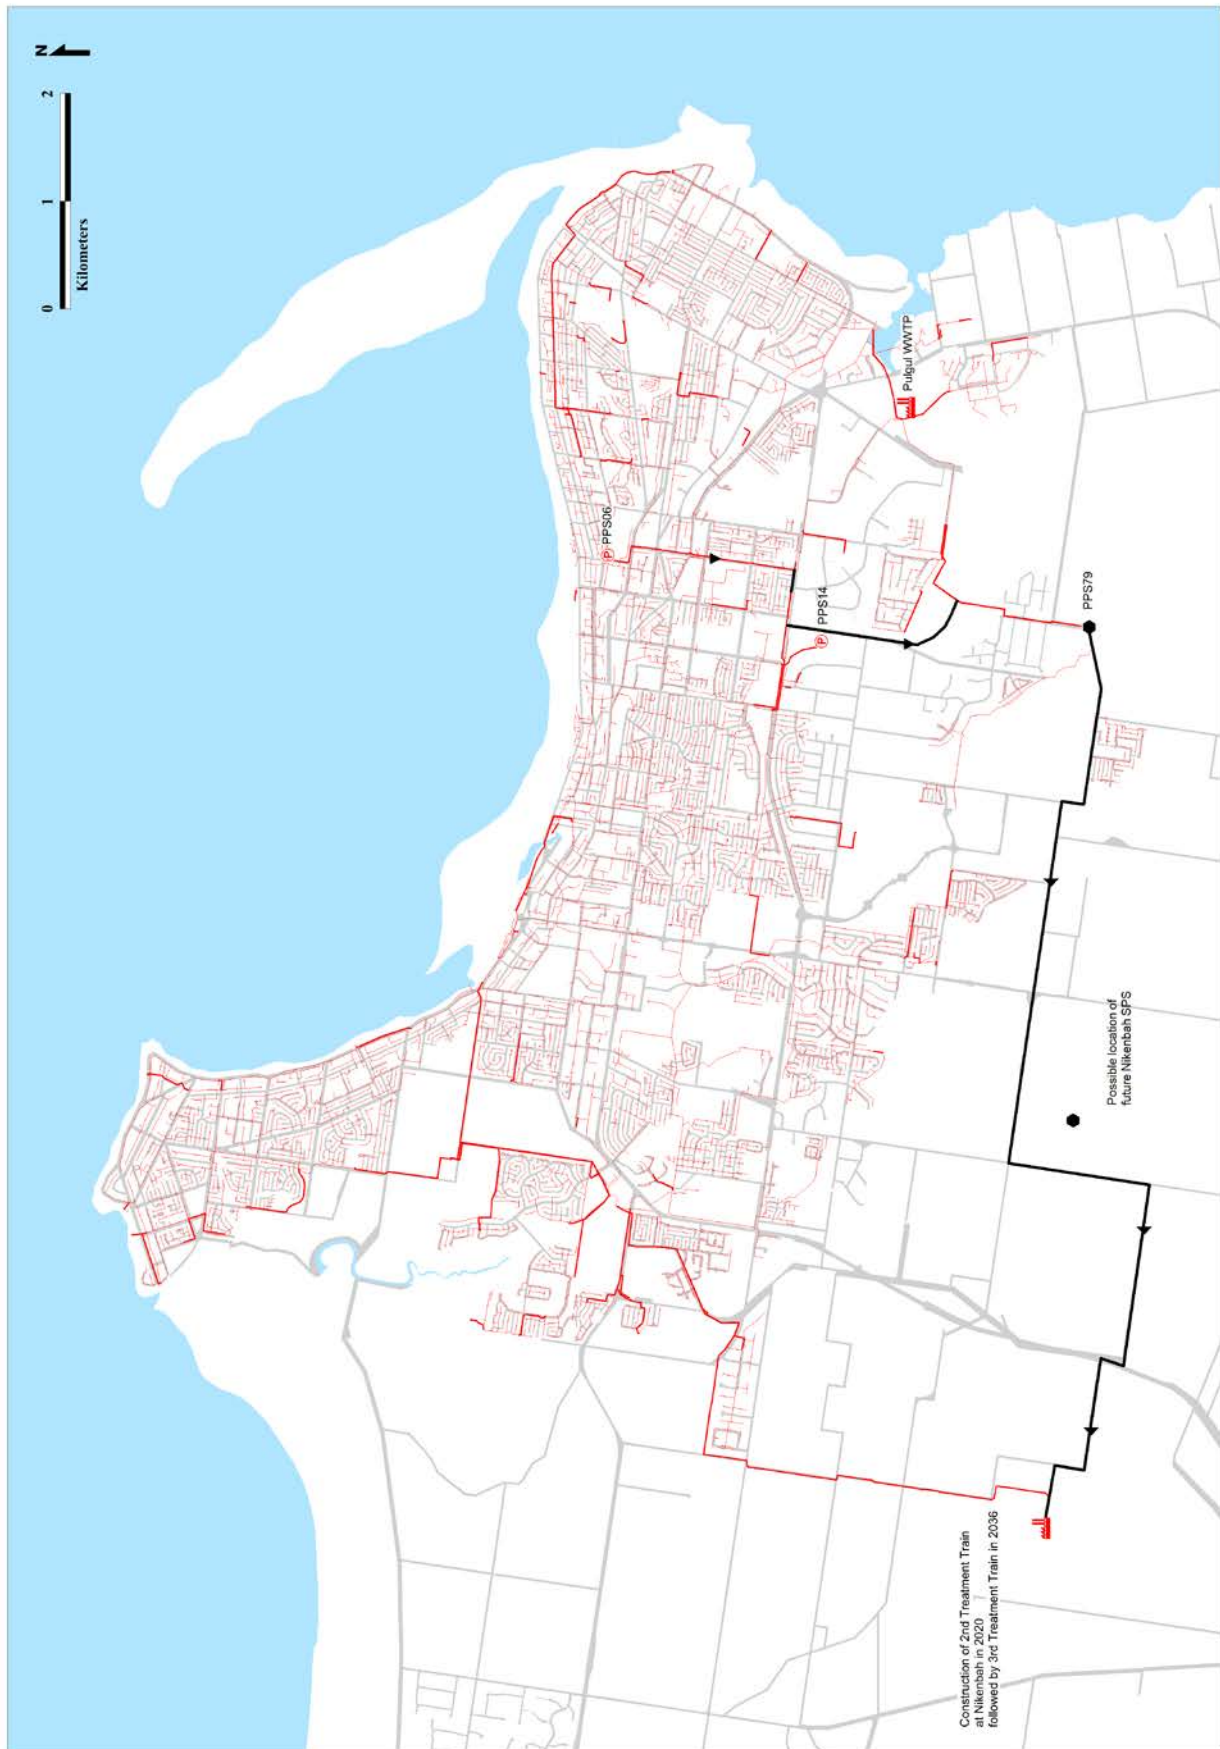 N
0 1 2
Kilometers
PPS06
P
PPS14
P
Pulgul WWTP
PPS79
Possible location of
future Nikenbah SPS
Construction of 2nd Treatment Train
at Nikenbah in 2020
followed by 3rd Treatment Train in 2036